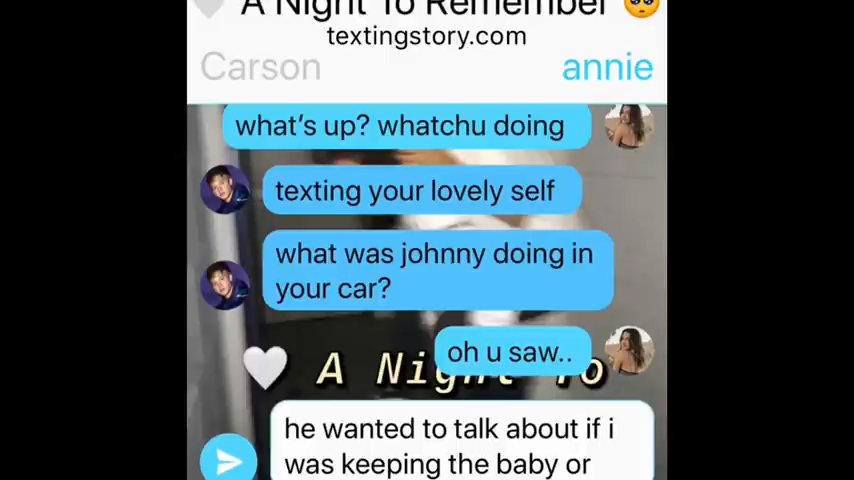 🤍 A Night To Remember 🥺
textingstory.com
Carson
annie
what's up? whatchu doing
texting your lovely self
what was johnny doing in
your car?
oh u saw..
🤍 A Night To
he wanted to talk about if i
was keeping the baby or